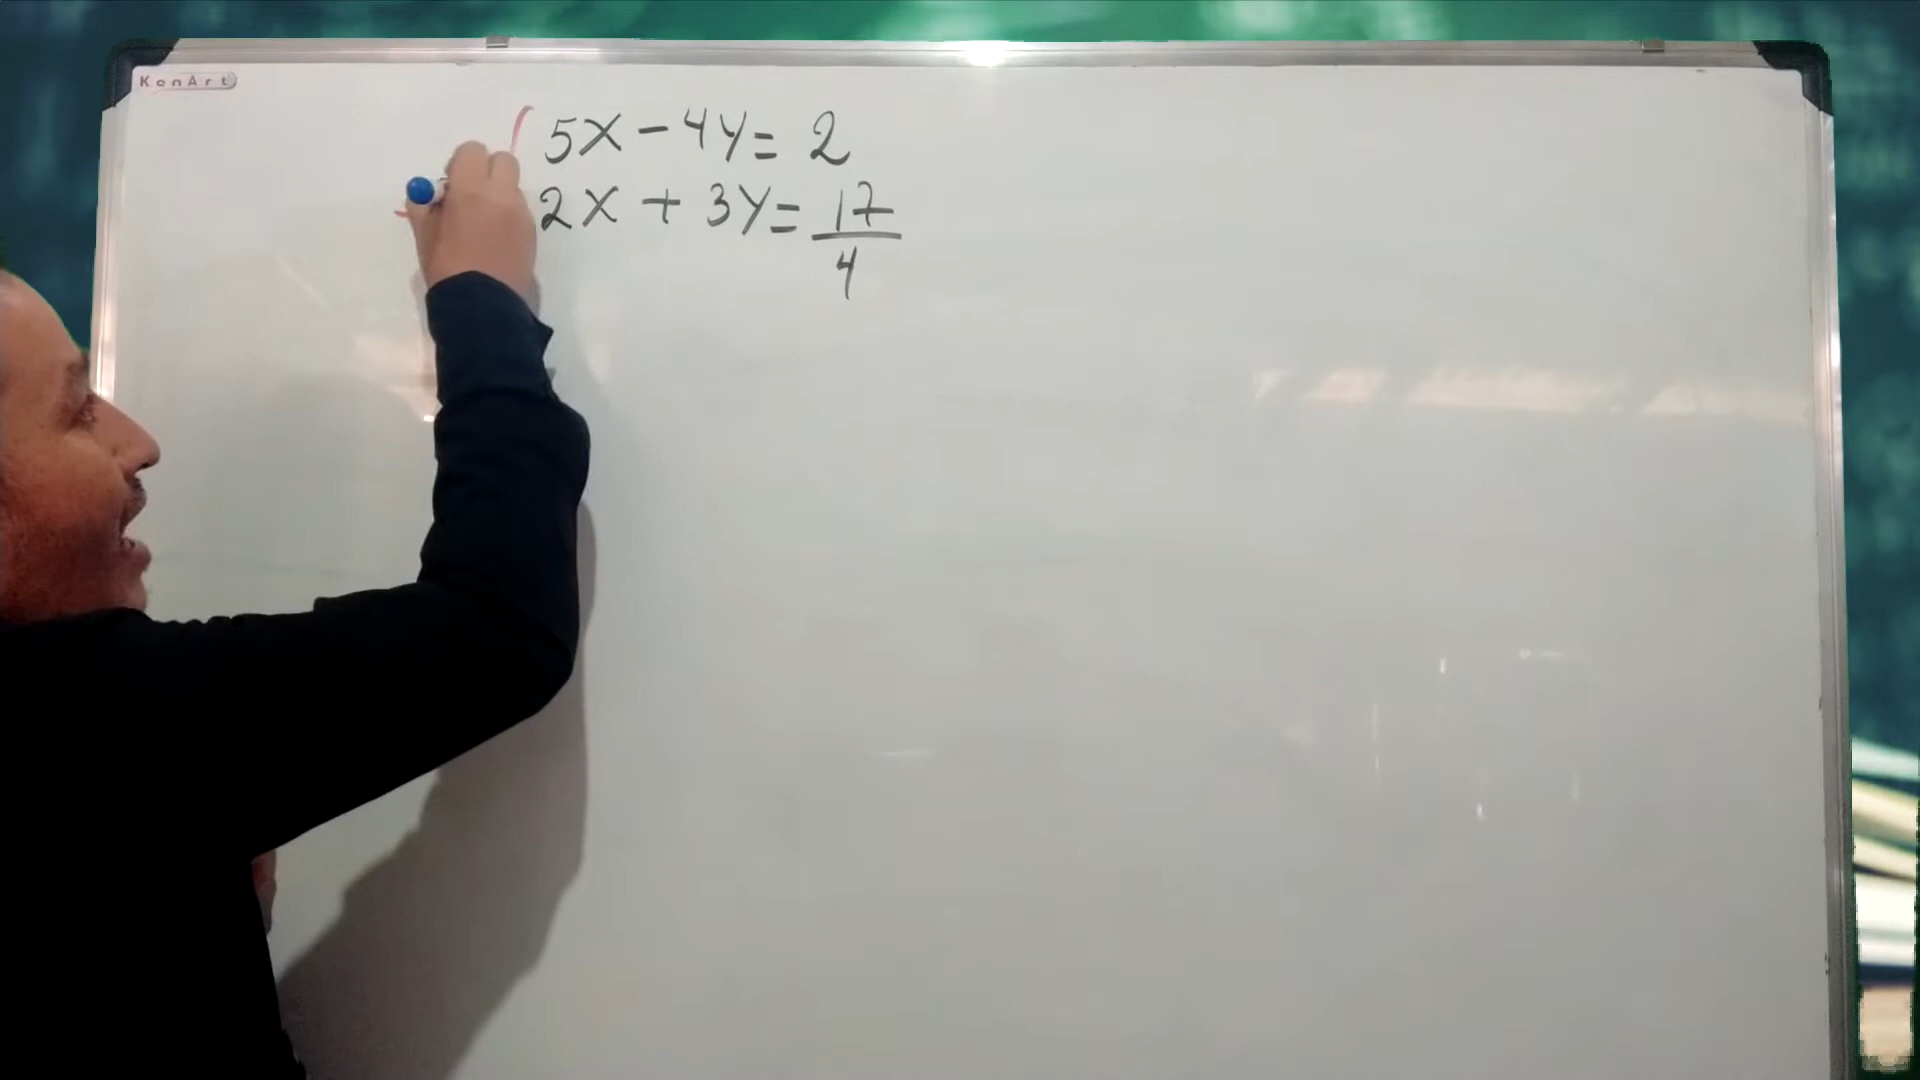 KonArt
5x - 4y = 2
2x + 3y = 17/4